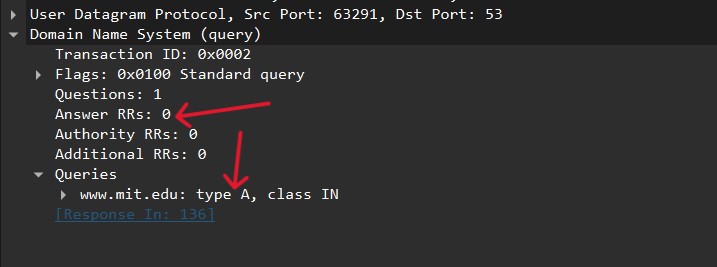 User Datagram Protocol, Src Port: 63291, Dst Port: 53
Domain Name System (query)
Transaction ID: 0x0002
Flags: 0x0100 Standard query
Questions: 1
Answer RRs: 0
Authority RRs: 0
Additional RRs: 0
Queries
www.mit.edu: type A, class IN
[Response In: 136]